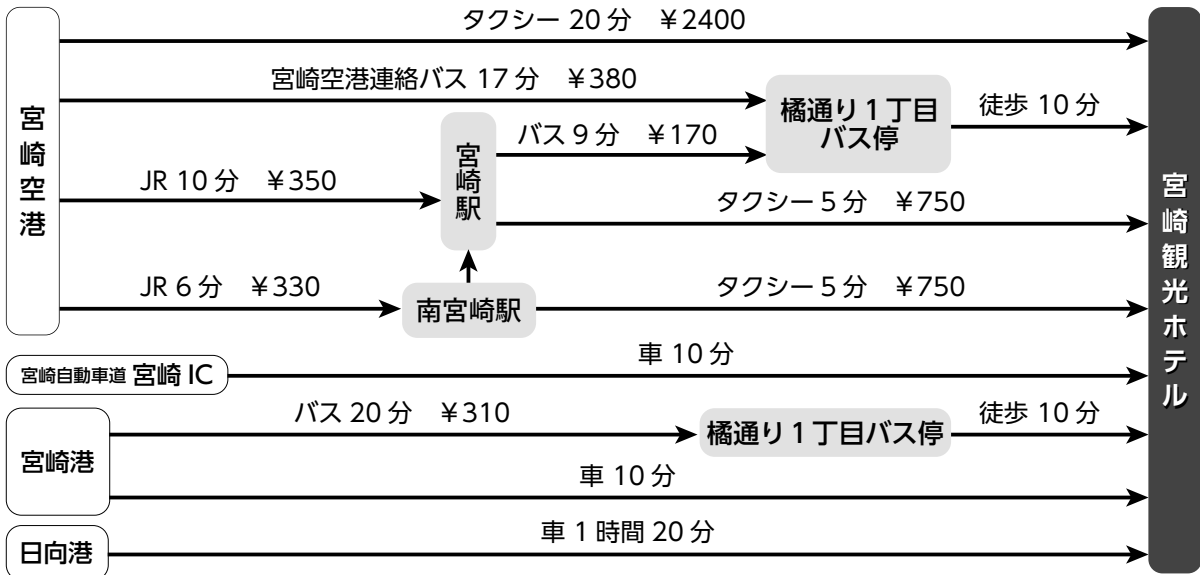 タクシー 20 分　￥2400
宮崎空港連絡バス 17 分　￥380
橘通り 1 丁目
バス停
徒歩 10 分
宮崎空港
バス 9 分　￥170
宮崎駅
JR 10 分　￥350
タクシー 5 分　￥750
JR 6 分　￥330
南宮崎駅
タクシー 5 分　￥750
宮崎観光ホテル
宮崎自動車道 宮崎 IC
車 10 分
宮崎港
バス 20 分　￥310
橘通り 1 丁目バス停
徒歩 10 分
車 10 分
日向港
車 1 時間 20 分